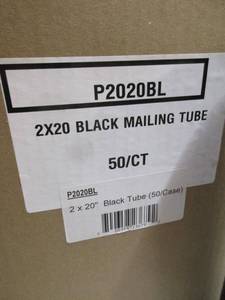 P2020BL
2X20 BLACK MAILING TUBE
50/CT
P2020BL
2 x 20" Black Tube (50/Case)